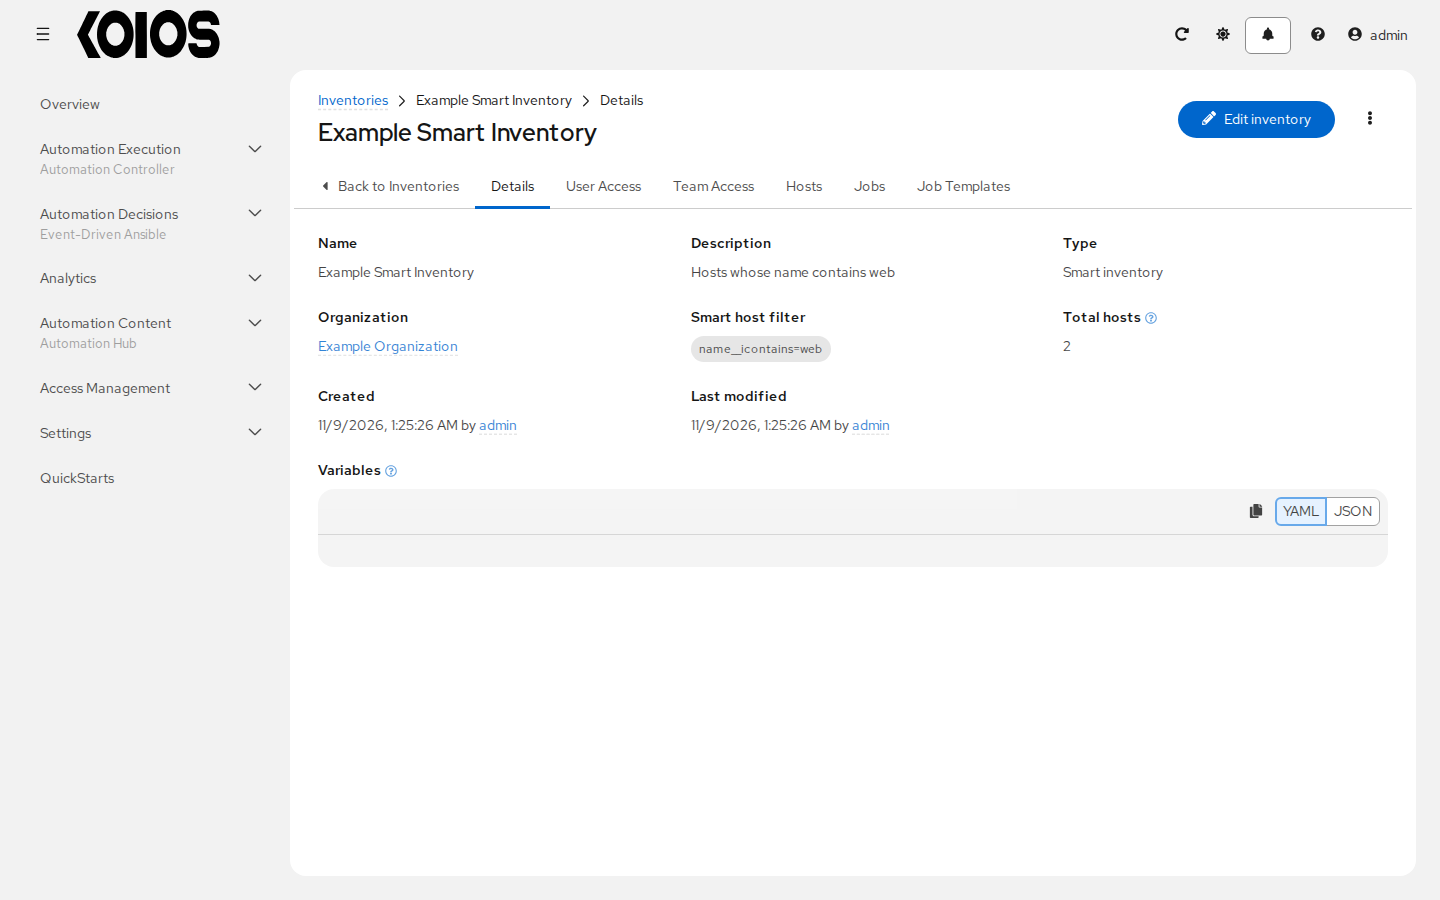 KOIOS
admin
Overview
Automation Execution
Automation Controller
Automation Decisions
Event-Driven Ansible
Analytics
Automation Content
Automation Hub
Access Management
Settings
QuickStarts
Inventories > Example Smart Inventory > Details
Example Smart Inventory
Edit inventory
Back to Inventories Details User Access Team Access Hosts Jobs Job Templates
Name Description Type
Example Smart Inventory Hosts whose name contains web Smart inventory
Organization Smart host filter Total hosts
Example Organization name__icontains=web 2
Created Last modified
11/9/2026, 1:25:26 AM by admin 11/9/2026, 1:25:26 AM by admin
Variables
YAML JSON